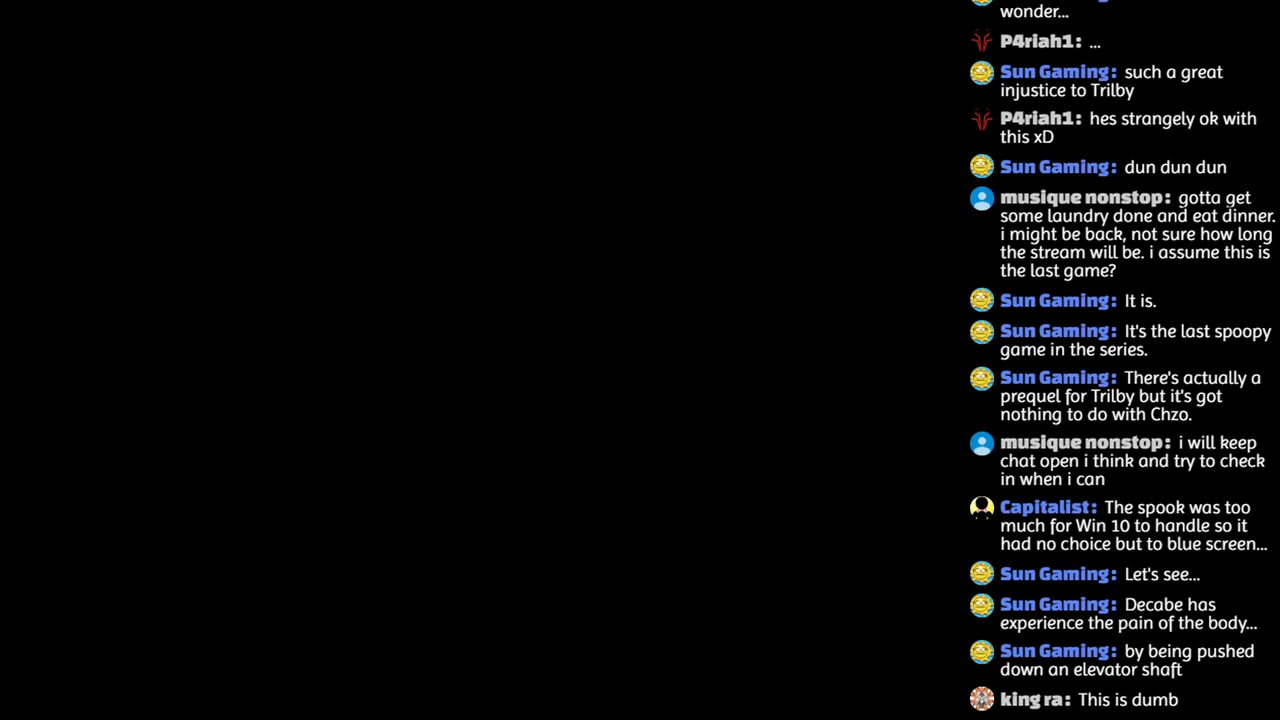 wonder...
P4riah1: ...
Sun Gaming: such a great
injustice to Trilby
P4riah1: hes strangely ok with
this xD
Sun Gaming: dun dun dun
musique nonstop: gotta get
some laundry done and eat dinner.
i might be back, not sure how long
the stream will be. i assume this is
the last game?
Sun Gaming: It is.
Sun Gaming: It's the last spoopy
game in the series.
Sun Gaming: There's actually a
prequel for Trilby but it's got
nothing to do with Chzo.
musique nonstop: i will keep
chat open i think and try to check
in when i can
Capitalist: The spook was too
much for Win 10 to handle so it
had no choice but to blue screen...
Sun Gaming: Let's see...
Sun Gaming: Decabe has
experience the pain of the body...
Sun Gaming: by being pushed
down an elevator shaft
king ra: This is dumb